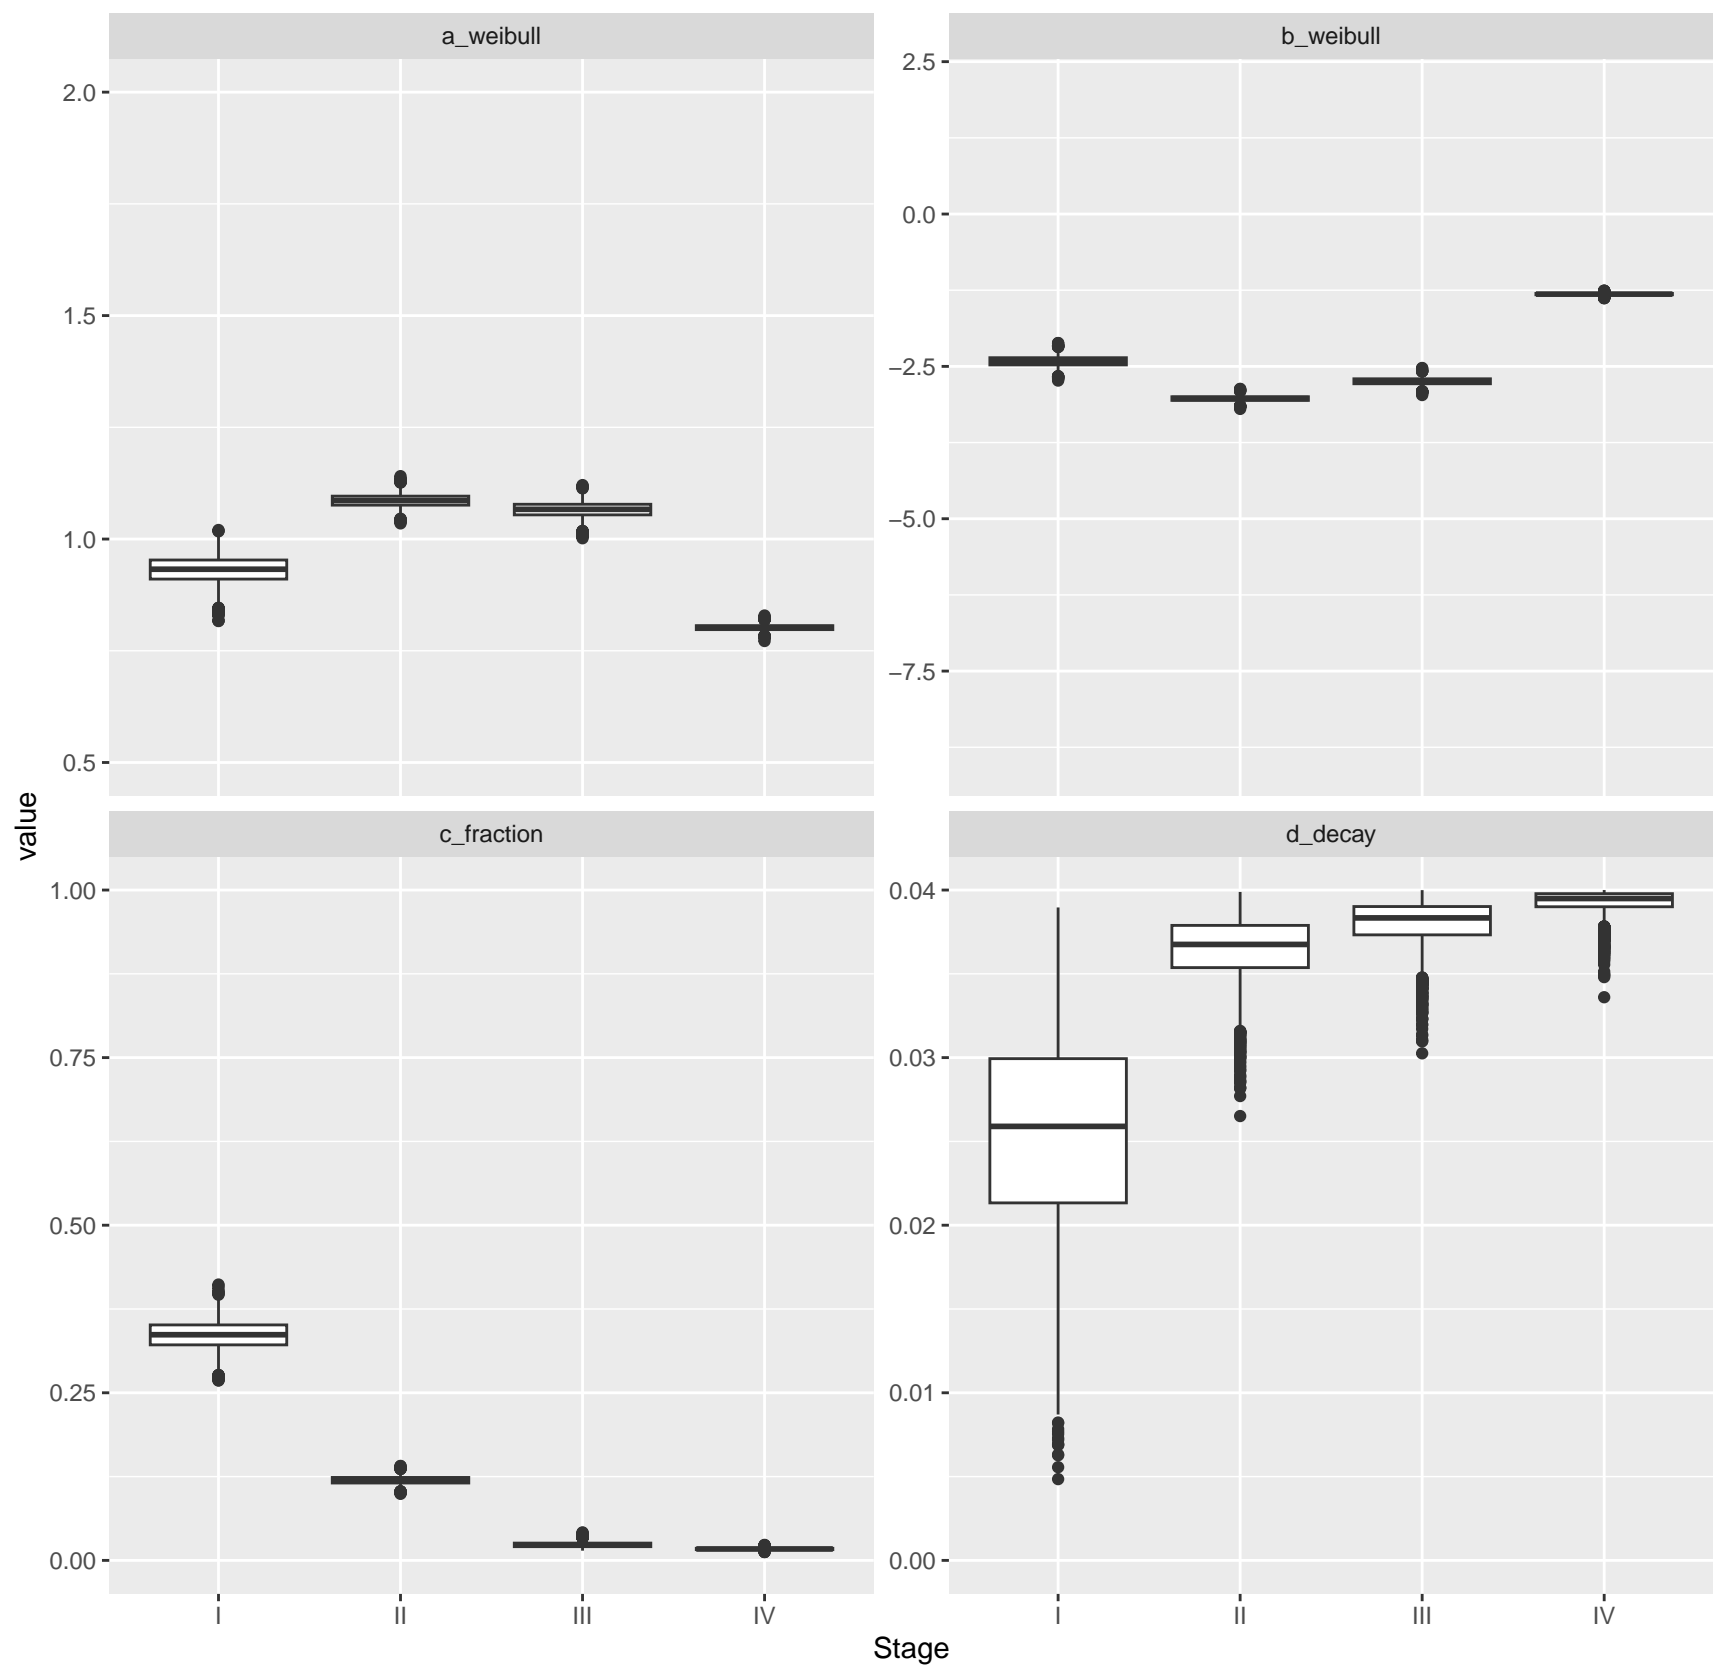 a_weibull
b_weibull
2.0
1.5
1.0
0.5
2.5
0.0
−2.5
−5.0
−7.5
value
c_fraction
d_decay
1.00
0.75
0.50
0.25
0.00
0.04
0.03
0.02
0.01
0.00
I II III IV
I II III IV
Stage